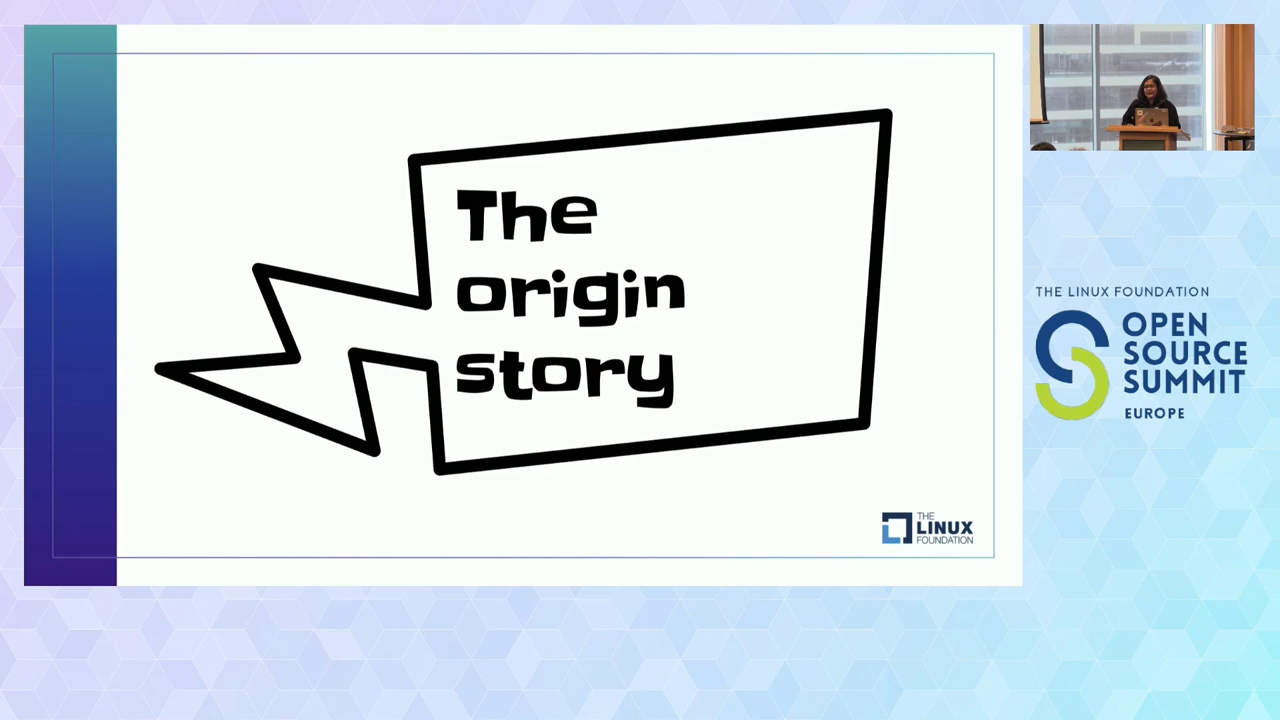 The
origin
story
THE
LINUX
FOUNDATION
THE LINUX FOUNDATION
OPEN
SOURCE
SUMMIT
EUROPE